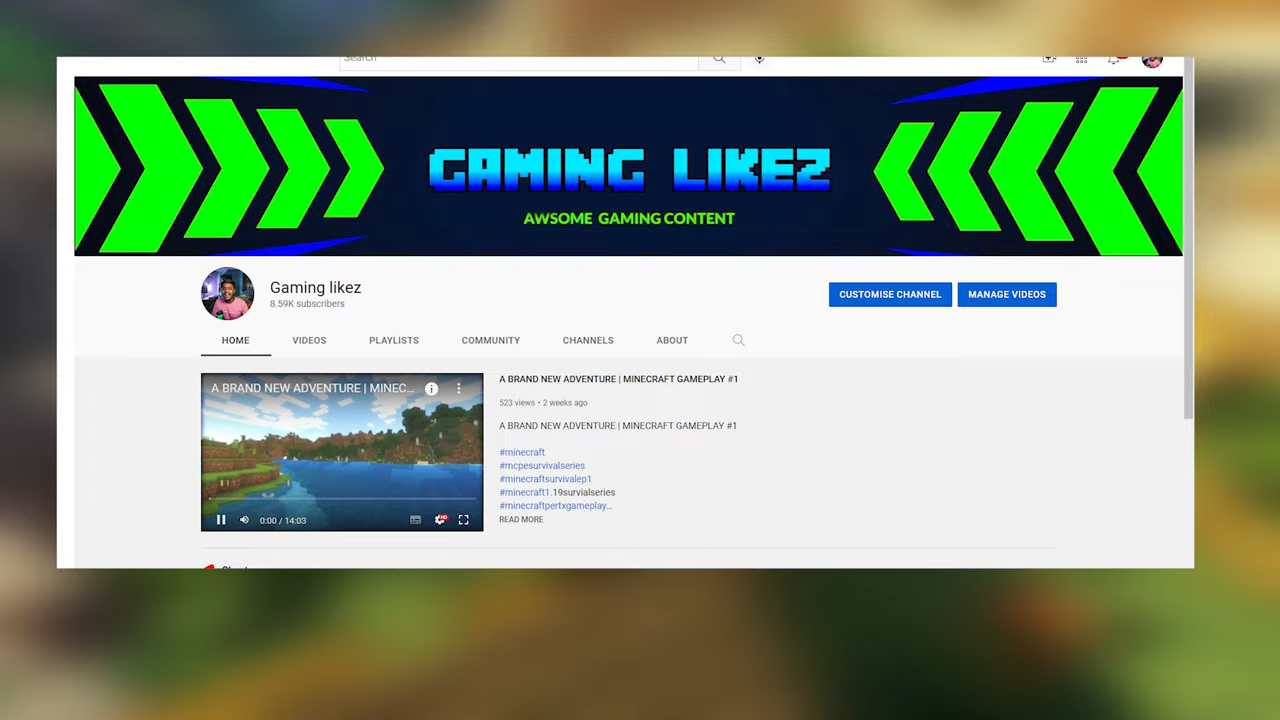 Search
GAMING LIKEZ
AWSOME GAMING CONTENT
Gaming likez
8.59K subscribers
CUSTOMISE CHANNEL
MANAGE VIDEOS
HOME
VIDEOS
PLAYLISTS
COMMUNITY
CHANNELS
ABOUT
A BRAND NEW ADVENTURE | MINEC...
0:00 / 14:03
HD
A BRAND NEW ADVENTURE | MINECRAFT GAMEPLAY #1
523 views • 2 weeks ago
A BRAND NEW ADVENTURE | MINECRAFT GAMEPLAY #1
#minecraft
#mcpesurvivalseries
#minecraftsurvivalep1
#minecraft1.19survialseries
#minecraftpertxgameplay...
READ MORE